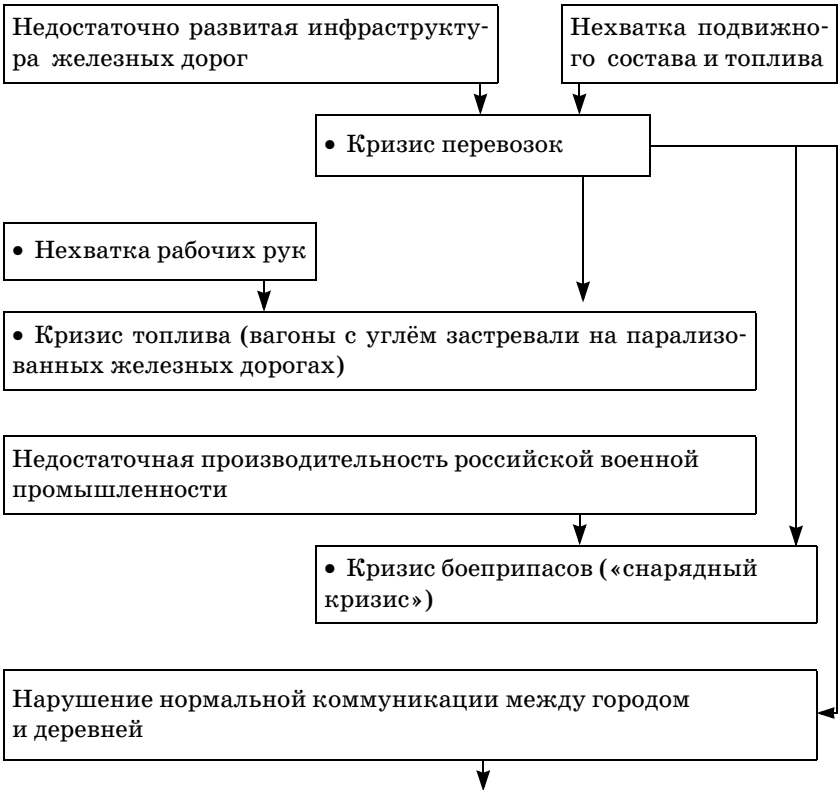 Недостаточно развитая инфраструкту-
ра железных дорог
Нехватка подвижно-
го состава и топлива
• Кризис перевозок
• Нехватка рабочих рук
• Кризис топлива (вагоны с углём застревали на парализо-
ванных железных дорогах)
Недостаточная производительность российской военной
промышленности
• Кризис боеприпасов («снарядный
кризис»)
Нарушение нормальной коммуникации между городом
и деревней